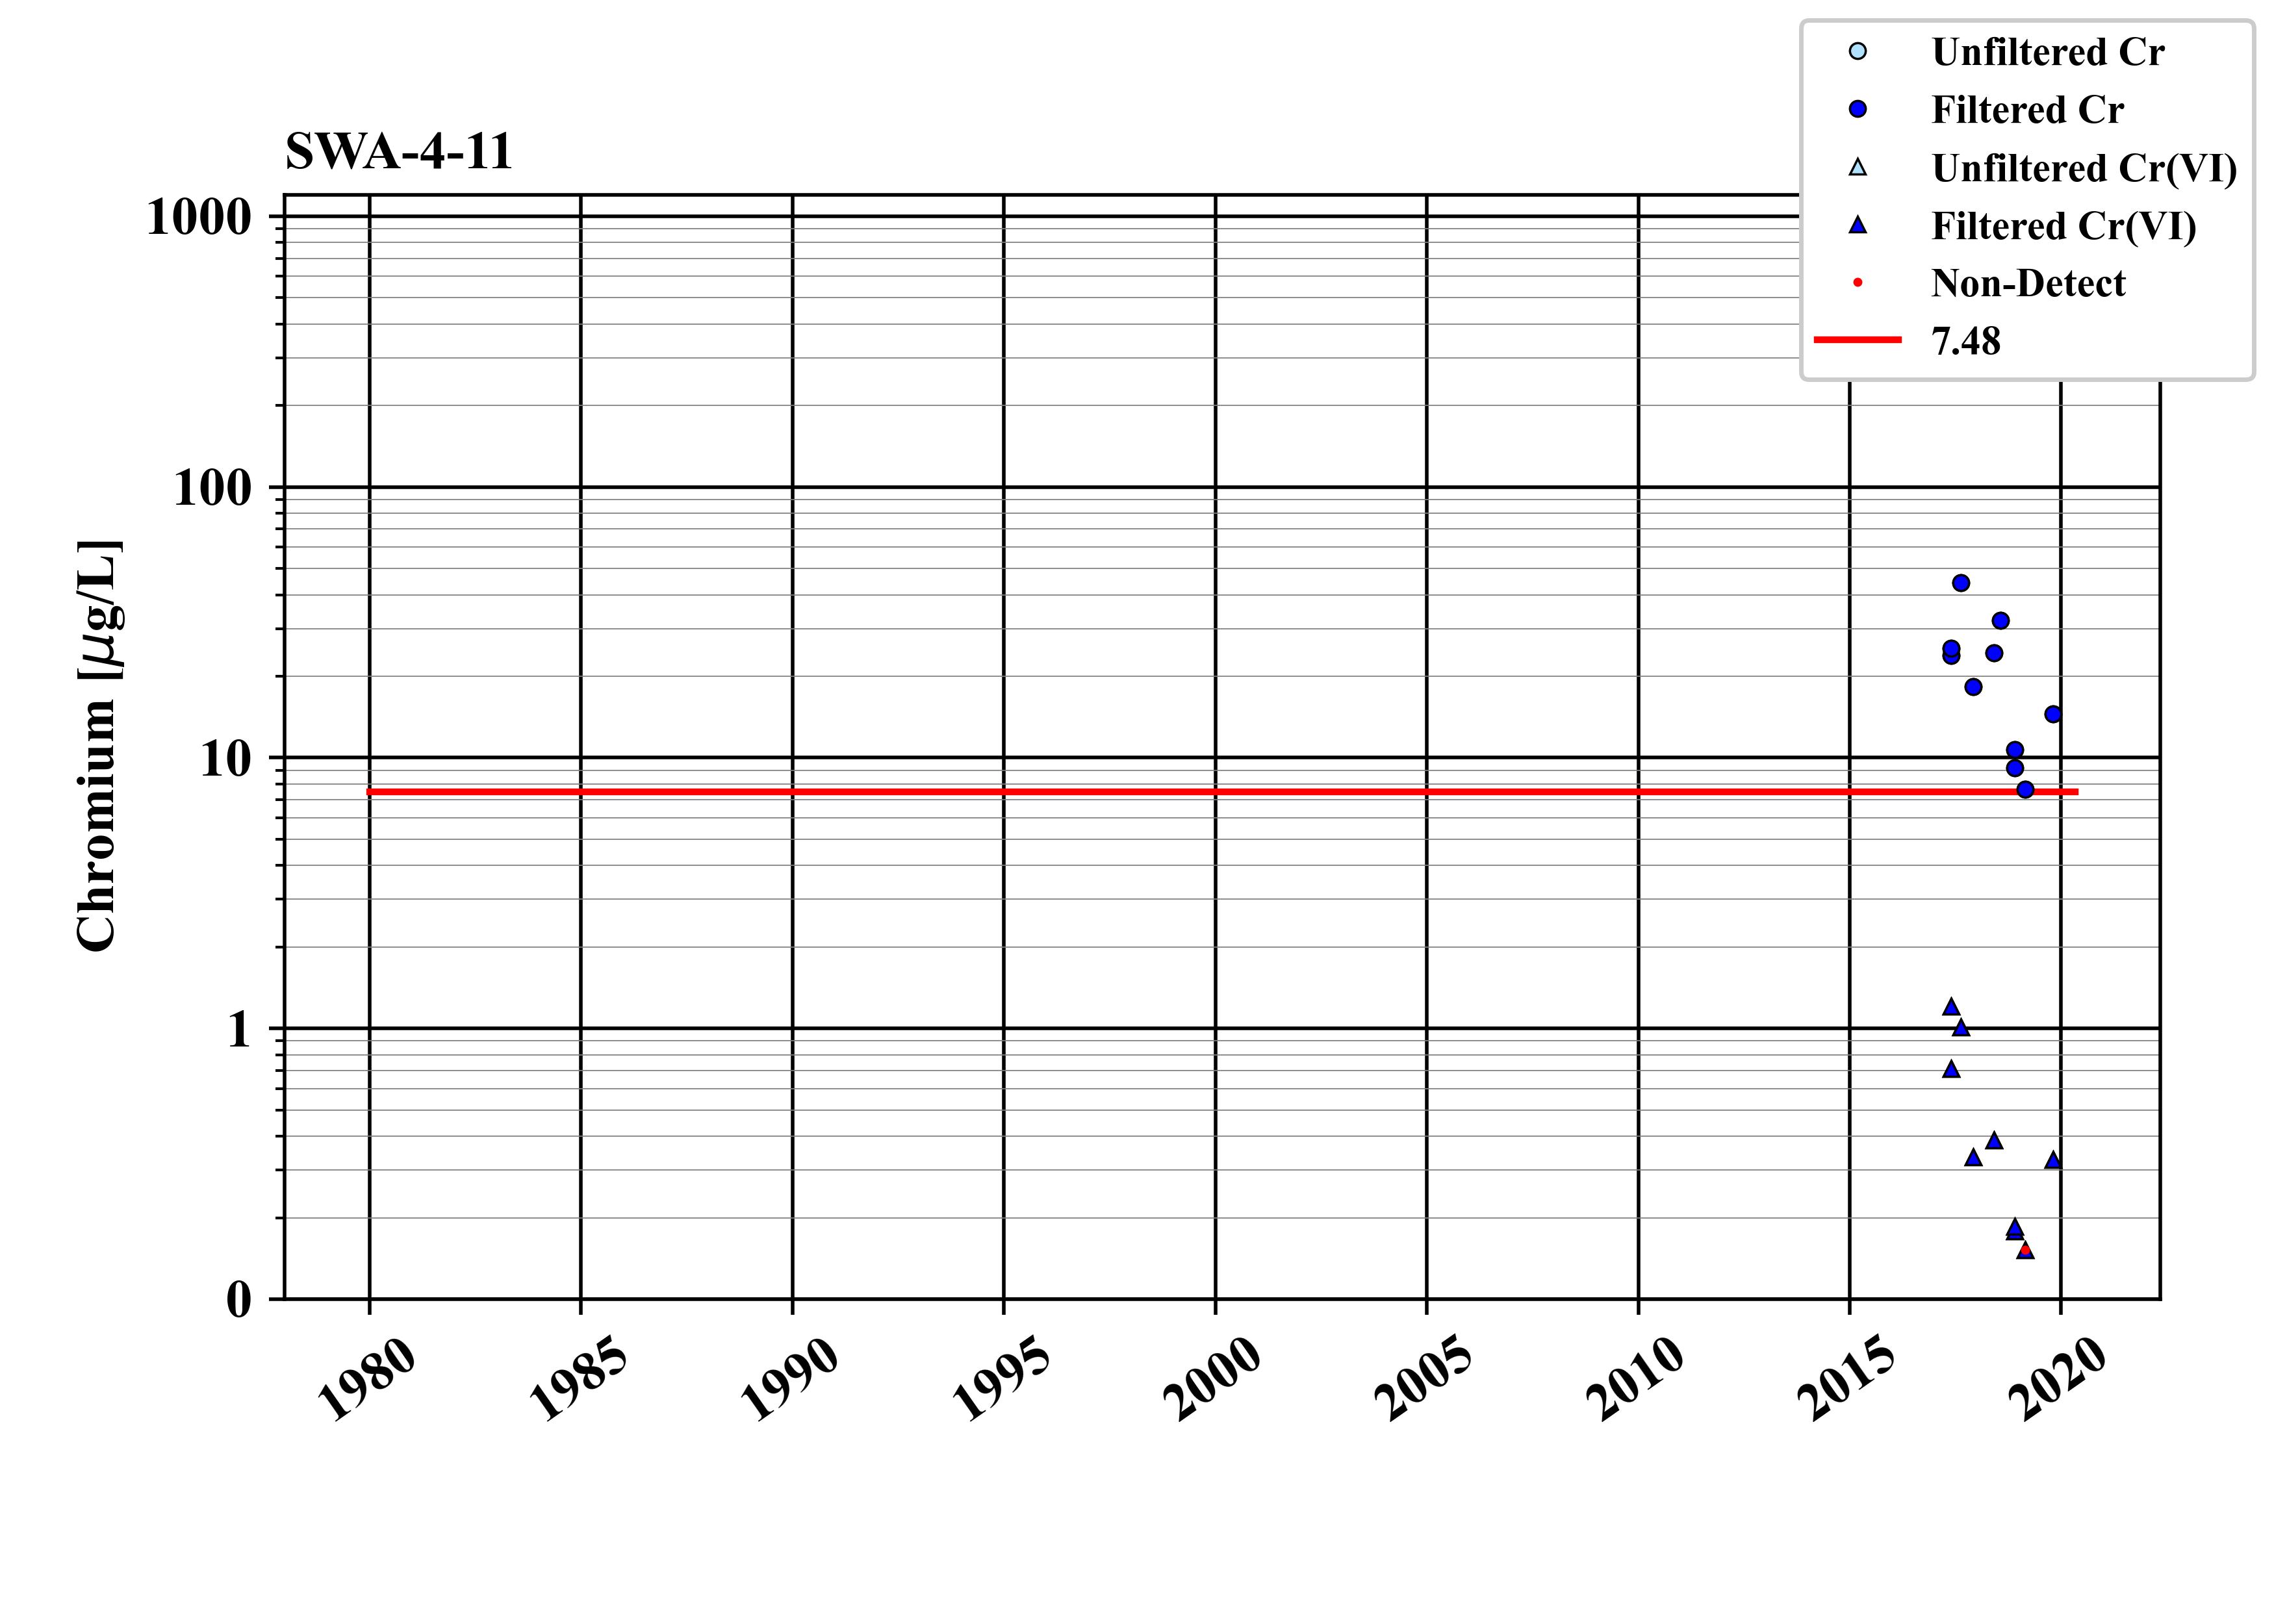 Unfiltered Cr
Filtered Cr
Unfiltered Cr(VI)
Filtered Cr(VI)
Non-Detect
7.48
SWA-4-11
1000
100
10
1
0
Chromium [μg/L]
1980
1985
1990
1995
2000
2005
2010
2015
2020